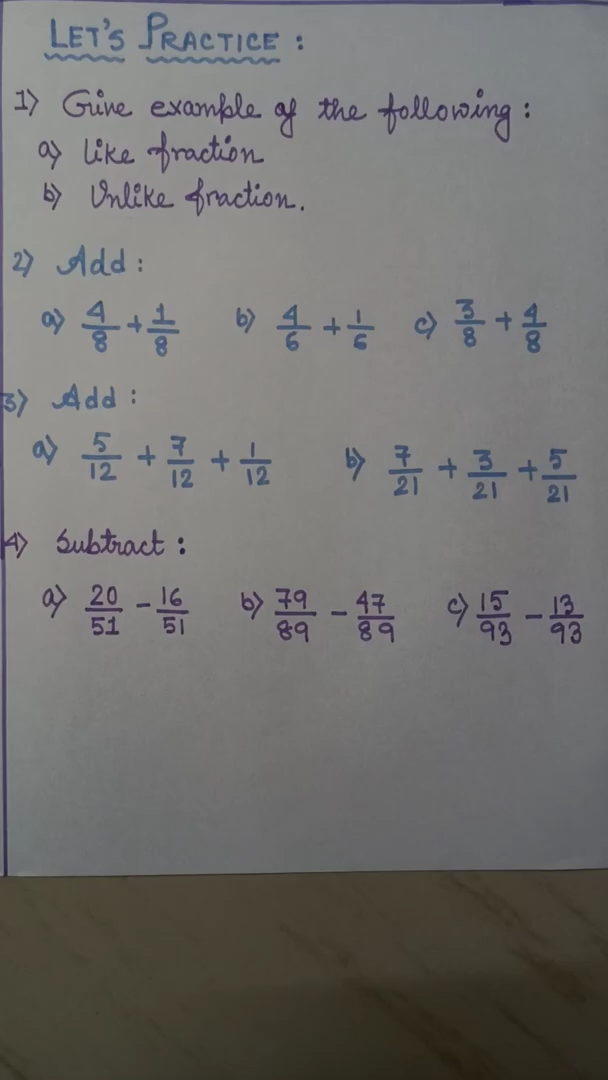 LET'S PRACTICE :
1) Give example of the following :
a) Like fraction
b) Unlike fraction.
2) Add :
a) 4/8 + 1/8 b) 4/6 + 1/6 c) 3/8 + 4/8
3) Add :
a) 5/12 + 7/12 + 1/12 b) 7/21 + 3/21 + 5/21
4) Subtract :
a) 20/51 - 16/51 b) 79/89 - 47/89 c) 15/93 - 13/93